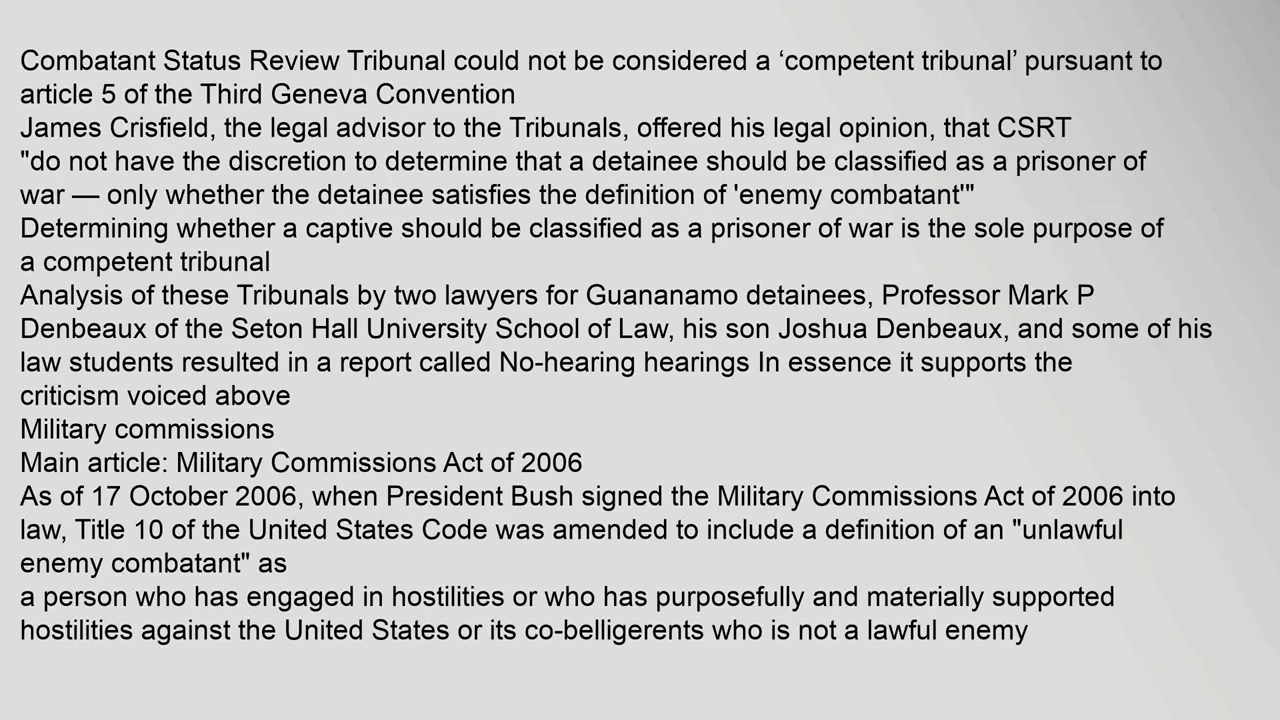 Combatant Status Review Tribunal could not be considered a ‘competent tribunal’ pursuant to
article 5 of the Third Geneva Convention
James Crisfield, the legal advisor to the Tribunals, offered his legal opinion, that CSRT
"do not have the discretion to determine that a detainee should be classified as a prisoner of
war — only whether the detainee satisfies the definition of 'enemy combatant'"
Determining whether a captive should be classified as a prisoner of war is the sole purpose of
a competent tribunal
Analysis of these Tribunals by two lawyers for Guananamo detainees, Professor Mark P
Denbeaux of the Seton Hall University School of Law, his son Joshua Denbeaux, and some of his
law students resulted in a report called No-hearing hearings In essence it supports the
criticism voiced above
Military commissions
Main article: Military Commissions Act of 2006
As of 17 October 2006, when President Bush signed the Military Commissions Act of 2006 into
law, Title 10 of the United States Code was amended to include a definition of an "unlawful
enemy combatant" as
a person who has engaged in hostilities or who has purposefully and materially supported
hostilities against the United States or its co-belligerents who is not a lawful enemy